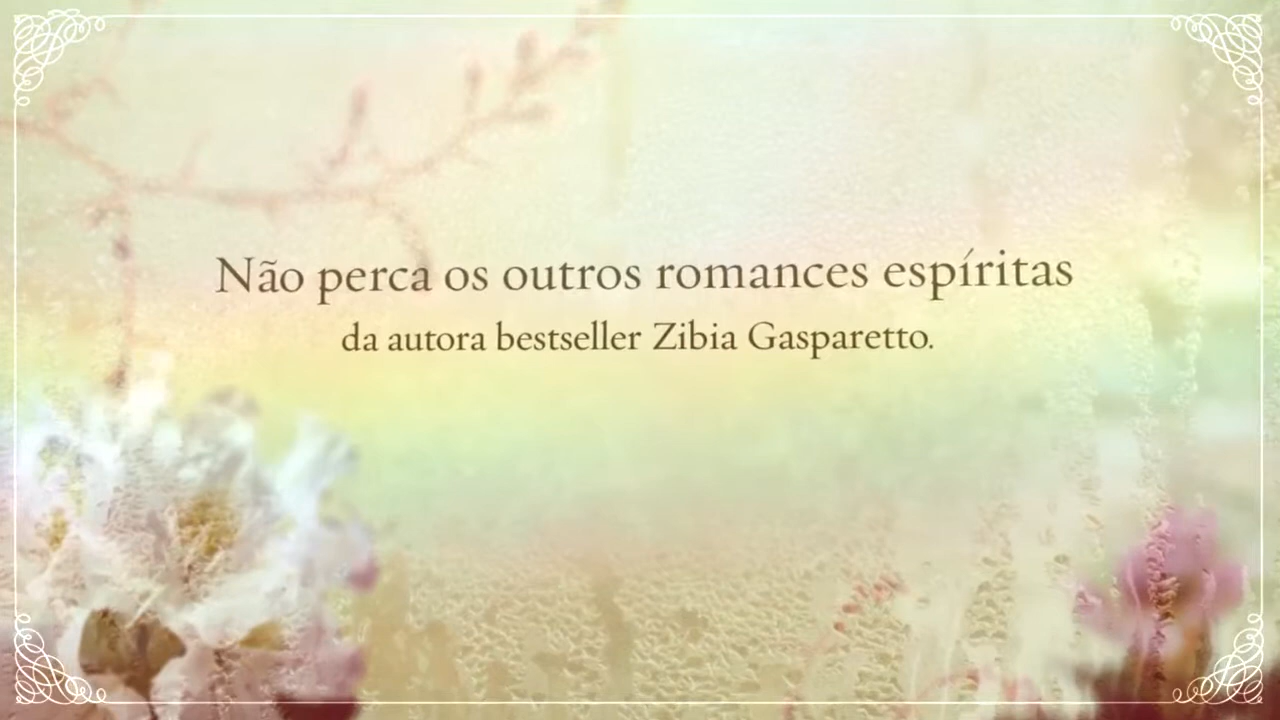 Não perca os outros romances espíritas
da autora bestseller Zibia Gasparetto.